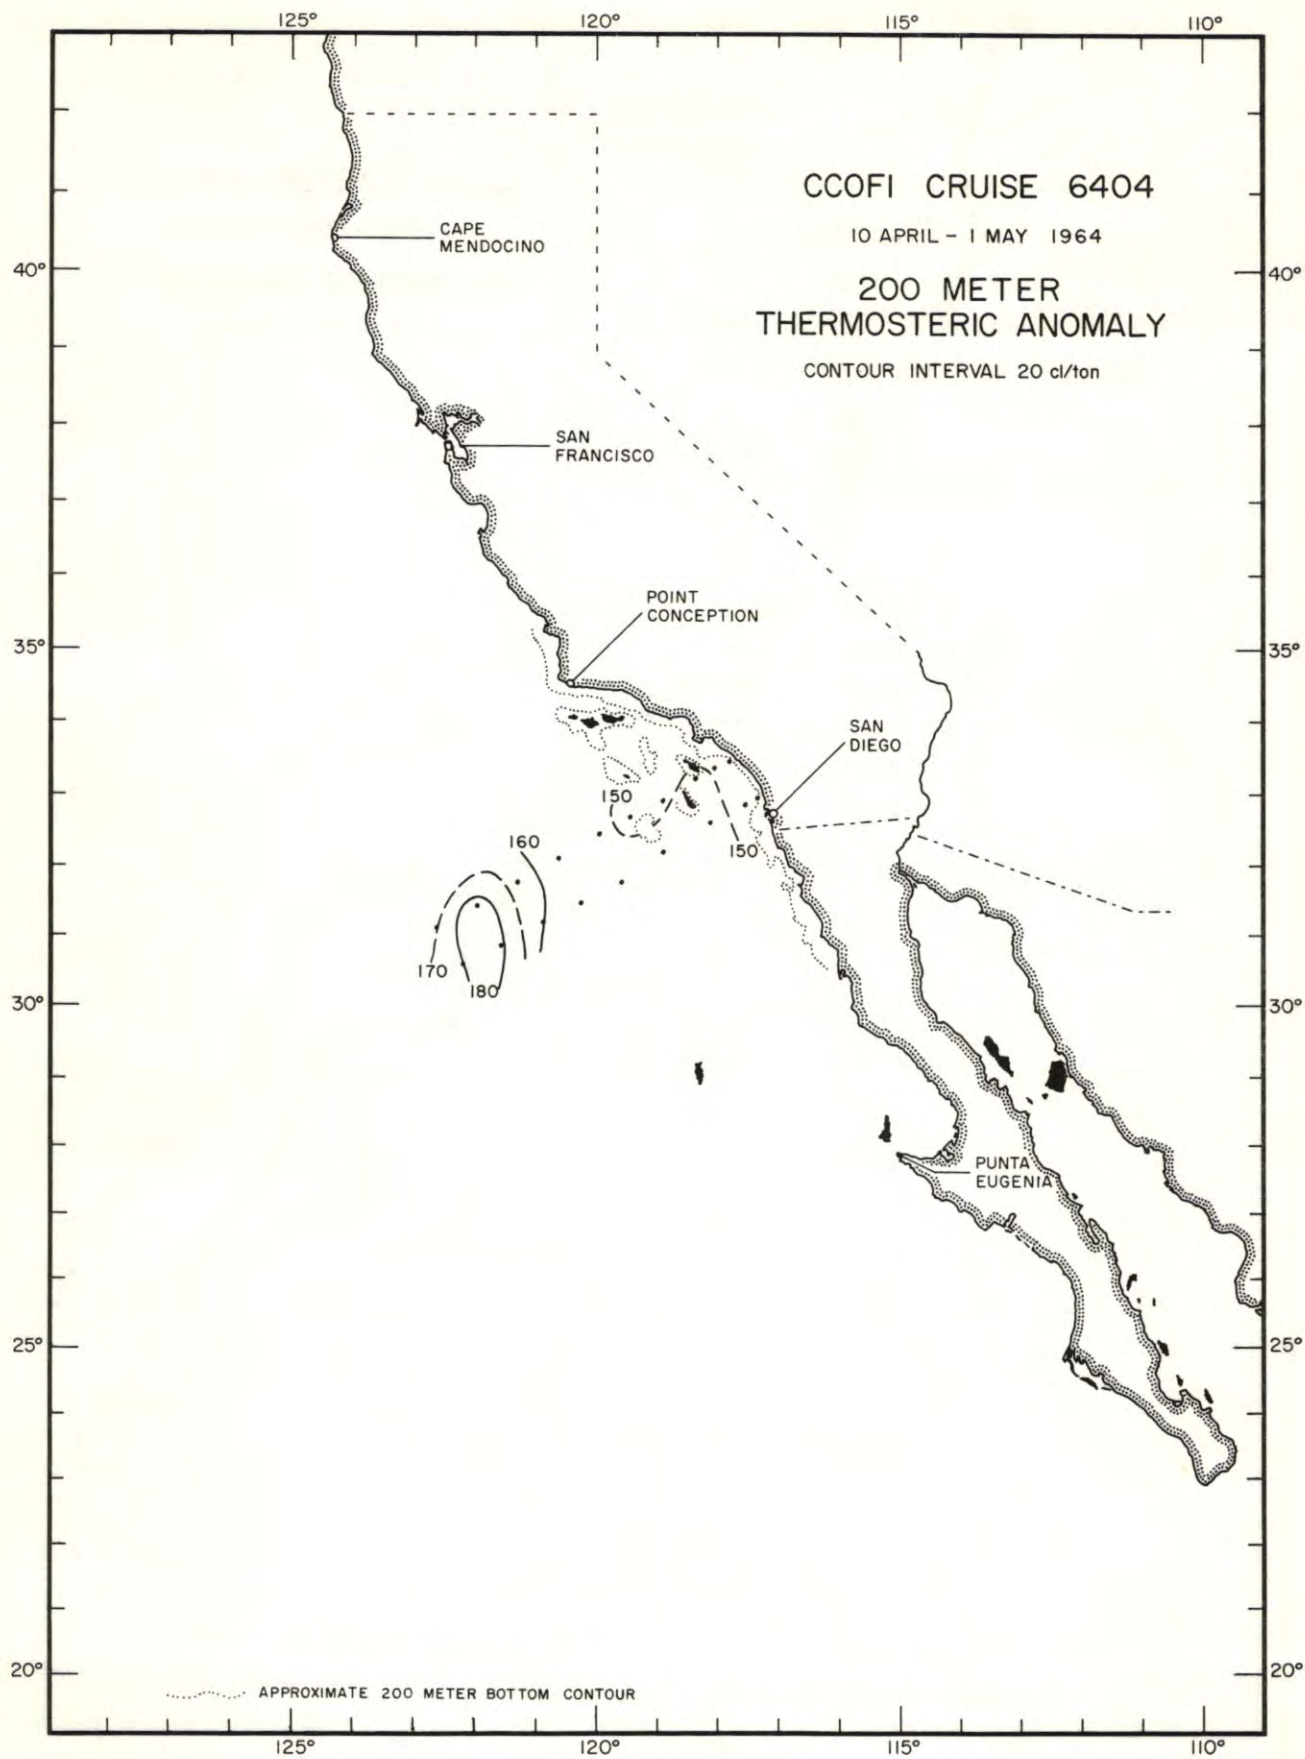 125° 120° 115° 110°
CCOFI CRUISE 6404
10 APRIL – 1 MAY 1964
200 METER
THERMOSTERIC ANOMALY
CONTOUR INTERVAL 20 cl/ton
CAPE
MENDOCINO
40° 40°
SAN
FRANCISCO
POINT
CONCEPTION
35° 35°
SAN
DIEGO
150
160
150
170
180
30° 30°
PUNTA
EUGENIA
25° 25°
20° 20°
APPROXIMATE 200 METER BOTTOM CONTOUR
125° 120° 115° 110°